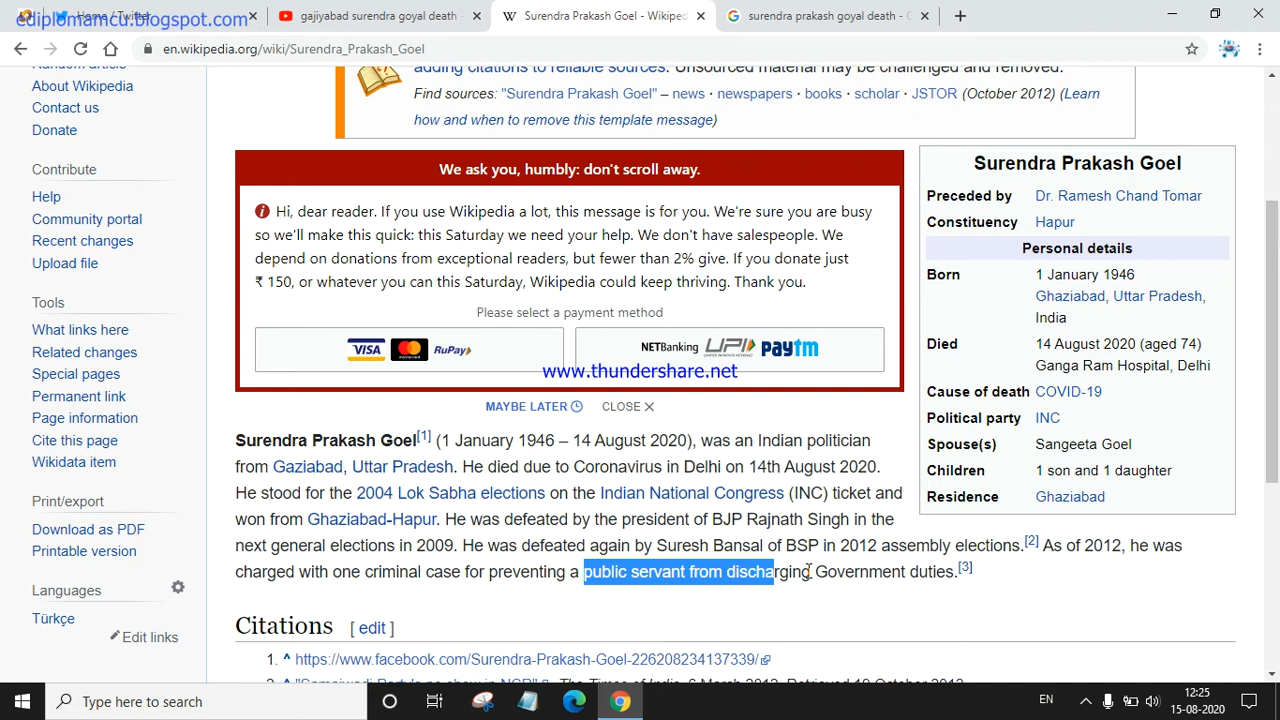 Home / Twitter
ediplomamcu.blogspot.com
gajiyabad surendra goyal death -
Surendra Prakash Goel - Wikiped
surendra prakash goyal death - G
en.wikipedia.org/wiki/Surendra_Prakash_Goel
Random article
About Wikipedia
Contact us
Donate
Contribute
Help
Community portal
Recent changes
Upload file
Tools
What links here
Related changes
Special pages
Permanent link
Page information
Cite this page
Wikidata item
Print/export
Download as PDF
Printable version
Languages
Türkçe
Edit links
adding citations to reliable sources. Unsourced material may be challenged and removed.
Find sources: "Surendra Prakash Goel" – news · newspapers · books · scholar · JSTOR (October 2012) (Learn
how and when to remove this template message)
We ask you, humbly: don't scroll away.
Hi, dear reader. If you use Wikipedia a lot, this message is for you. We're sure you are busy
so we'll make this quick: this Saturday we need your help. We don't have salespeople. We
depend on donations from exceptional readers, but fewer than 2% give. If you donate just
₹ 150, or whatever you can this Saturday, Wikipedia could keep thriving. Thank you.
Please select a payment method
VISA mastercard RuPay
NETBanking UPI paytm
www.thundershare.net
MAYBE LATER CLOSE
Surendra Prakash Goel
Preceded by Dr. Ramesh Chand Tomar
Constituency Hapur
Personal details
Born 1 January 1946
Ghaziabad, Uttar Pradesh,
India
Died 14 August 2020 (aged 74)
Ganga Ram Hospital, Delhi
Cause of death COVID-19
Political party INC
Spouse(s) Sangeeta Goel
Children 1 son and 1 daughter
Residence Ghaziabad
Surendra Prakash Goel[1] (1 January 1946 – 14 August 2020), was an Indian politician
from Gaziabad, Uttar Pradesh. He died due to Coronavirus in Delhi on 14th August 2020.
He stood for the 2004 Lok Sabha elections on the Indian National Congress (INC) ticket and
won from Ghaziabad-Hapur. He was defeated by the president of BJP Rajnath Singh in the
next general elections in 2009. He was defeated again by Suresh Bansal of BSP in 2012 assembly elections.[2] As of 2012, he was
charged with one criminal case for preventing a public servant from discharging Government duties.[3]
Citations [ edit ]
1. ^ https://www.facebook.com/Surendra-Prakash-Goel-226208234137339/
Type here to search
EN
12:25
15-08-2020